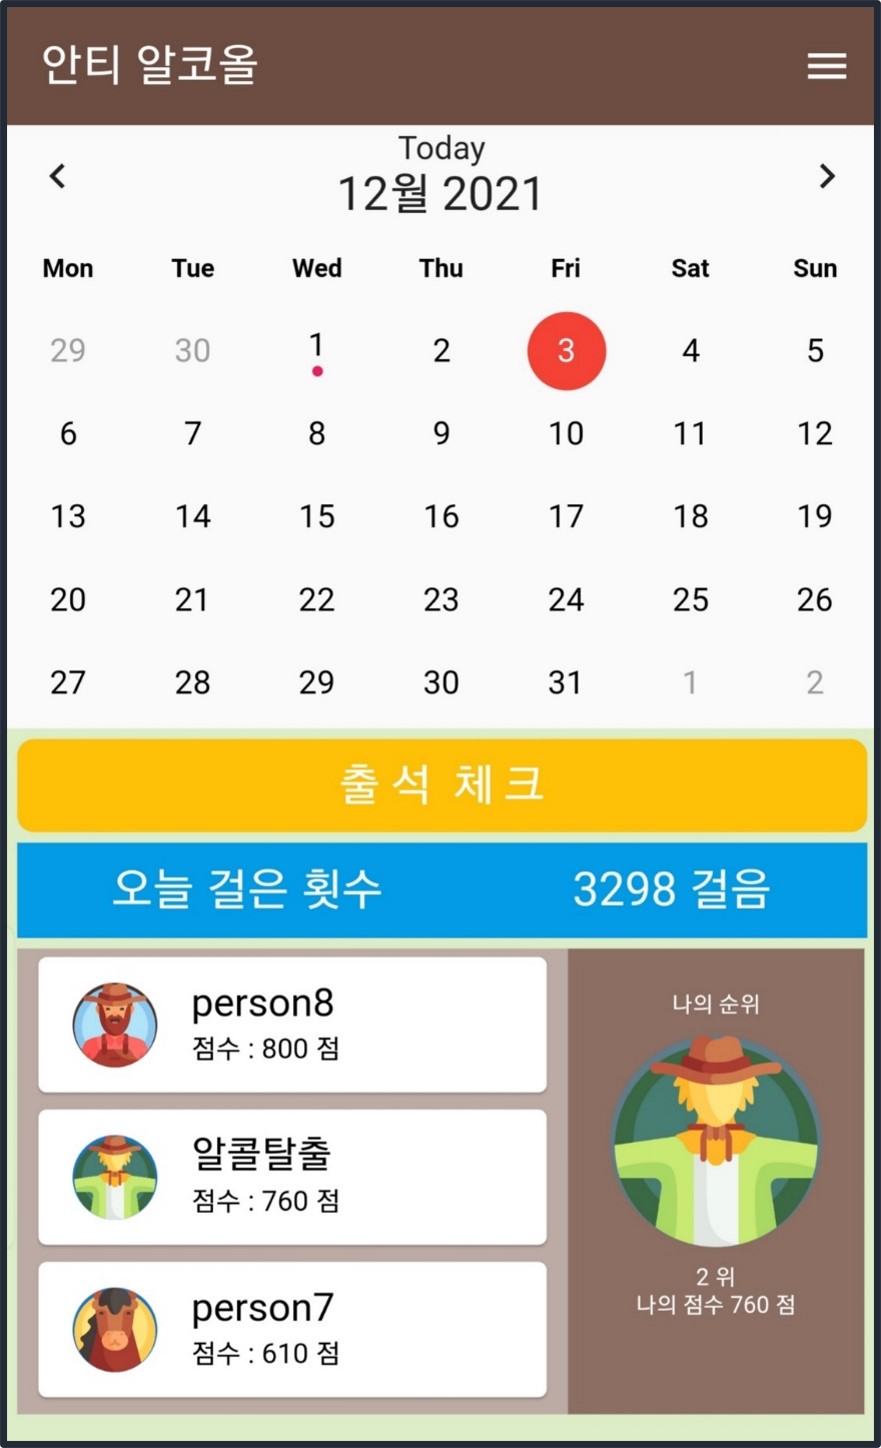 안티 알코올
Today
12월 2021
Mon Tue Wed Thu Fri Sat Sun
29 30 1 2 3 4 5
6 7 8 9 10 11 12
13 14 15 16 17 18 19
20 21 22 23 24 25 26
27 28 29 30 31 1 2
출석 체크
오늘 걸은 횟수 3298 걸음
person8
점수 : 800 점
알콜탈출
점수 : 760 점
person7
점수 : 610 점
나의 순위
2 위
나의 점수 760 점